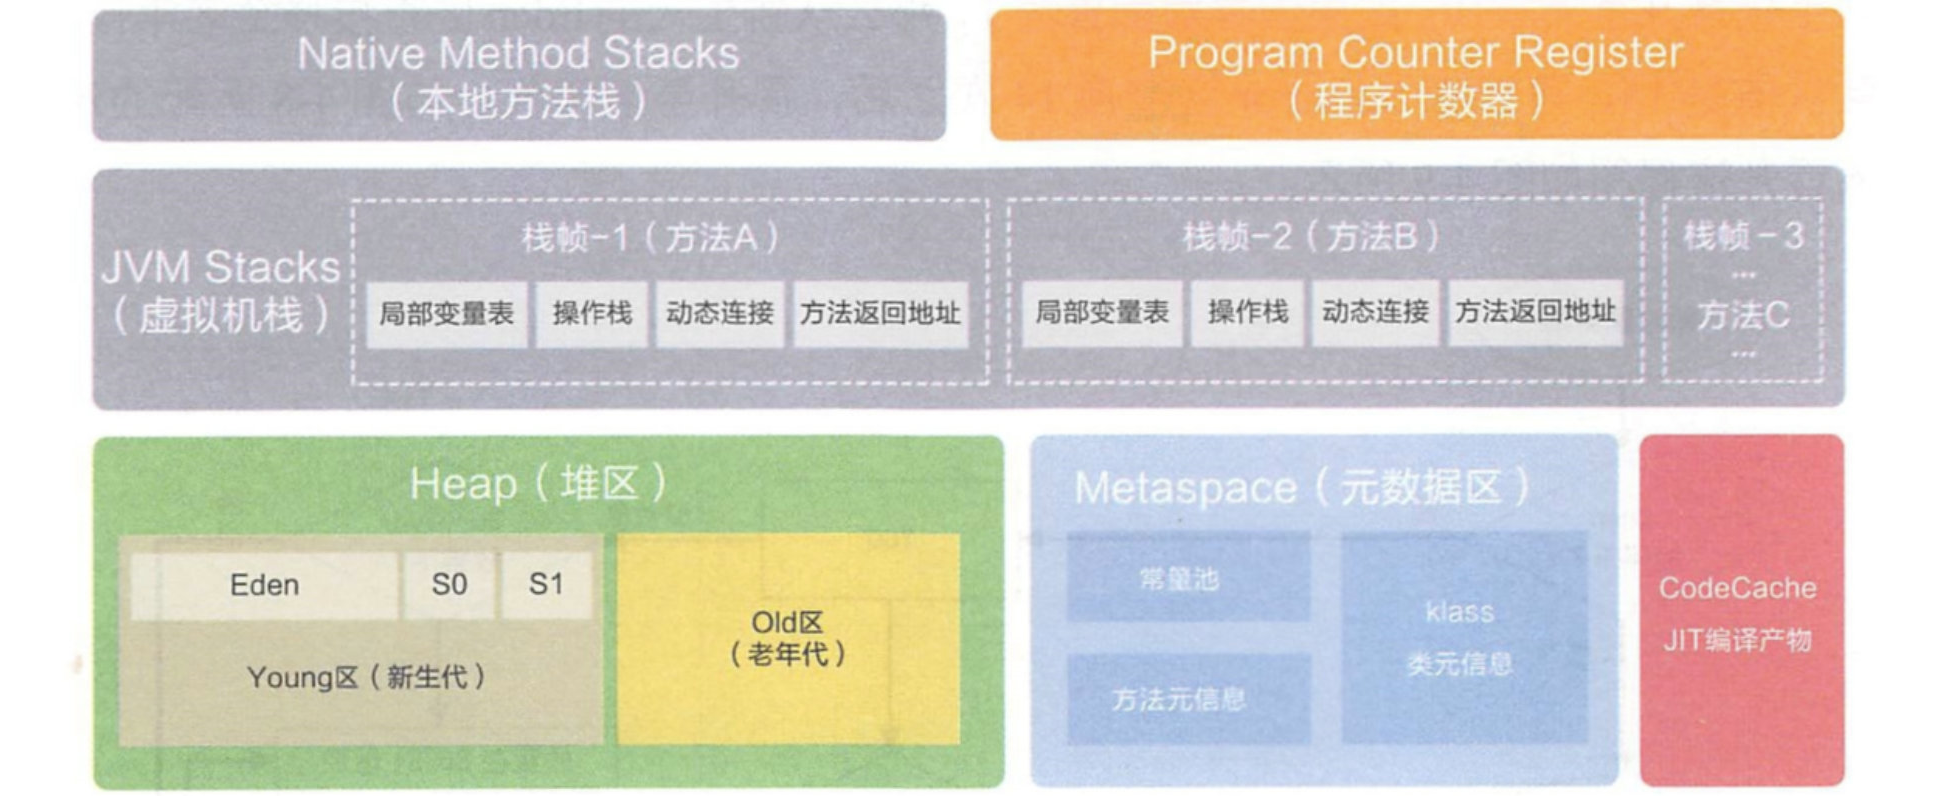 Native Method Stacks
（本地方法栈）
Program Counter Register
（程序计数器）
JVM Stacks
（虚拟机栈）
栈帧-1（方法A）
局部变量表
操作栈
动态连接
方法返回地址
栈帧-2（方法B）
局部变量表
操作栈
动态连接
方法返回地址
栈帧-3
...
方法C
...
Heap（堆区）
Eden
S0
S1
Young区（新生代）
Old区
（老年代）
Metaspace（元数据区）
常量池
方法元信息
klass
类元信息
CodeCache
JIT编译产物